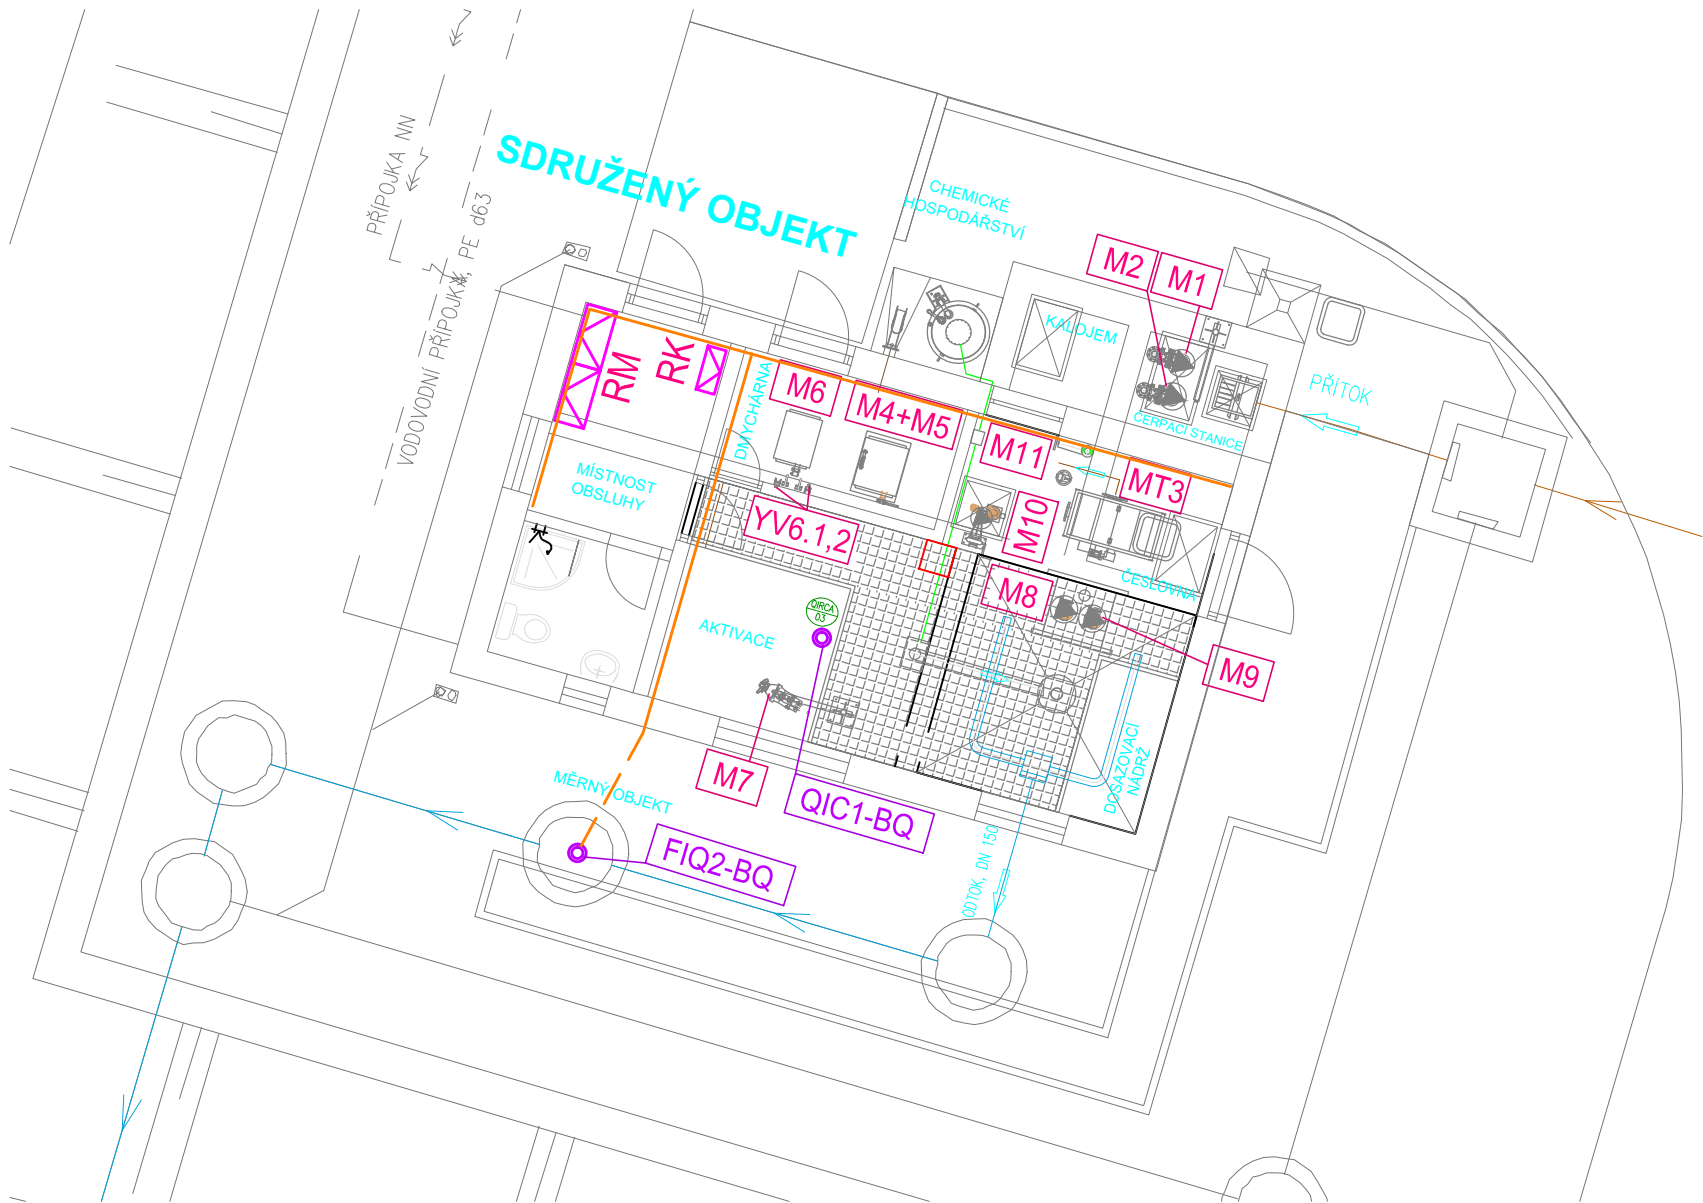 PŘÍPOJKA NN
VODOVODNÍ PŘÍPOJKA, PE d63
SDRUŽENÝ OBJEKT
CHEMICKÉ
HOSPODÁŘSTVÍ
M2
M1
KALOJEM
PŘÍTOK
ČERPACÍ STANICE
RM
RK
DMYCHÁRNA
M6
M4+M5
M11
MT3
MÍSTNOST
OBSLUHY
YV6.1,2
M10
ČESLOVNA
M8
QIRCA
03
AKTIVACE
M9
M7
DOSAZOVACÍ
NÁDRŽ
MĚRNÝ OBJEKT
QIC1-BQ
FIQ2-BQ
ODTOK, DN 150